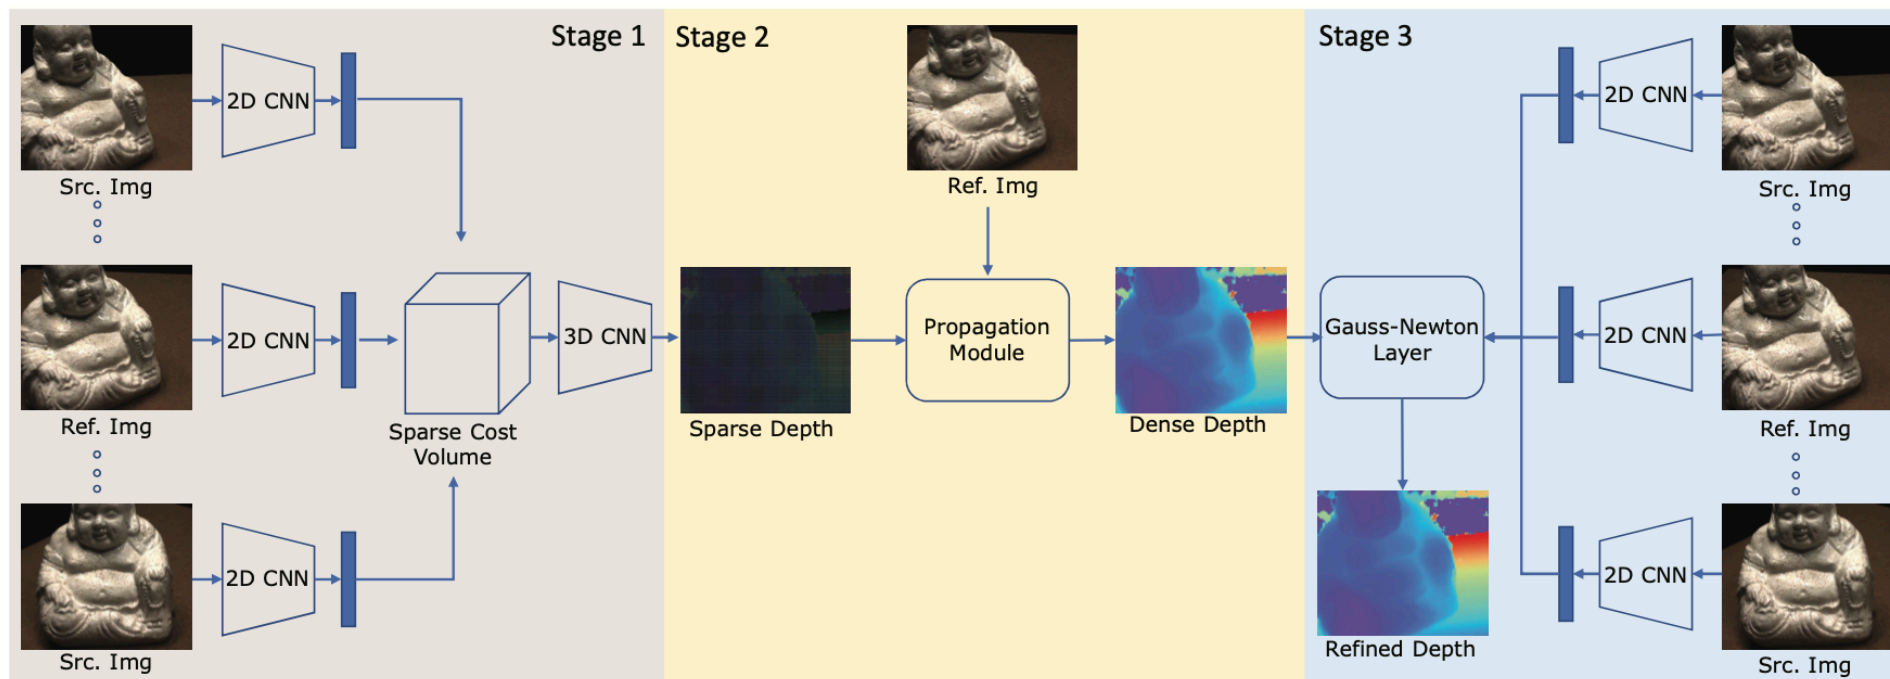 Stage 1
2D CNN
Src. Img
2D CNN
Ref. Img
2D CNN
Src. Img
Sparse Cost
Volume
3D CNN
Stage 2
Ref. Img
Sparse Depth
Propagation
Module
Dense Depth
Stage 3
2D CNN
Src. Img
Gauss-Newton
Layer
2D CNN
Ref. Img
Refined Depth
2D CNN
Src. Img